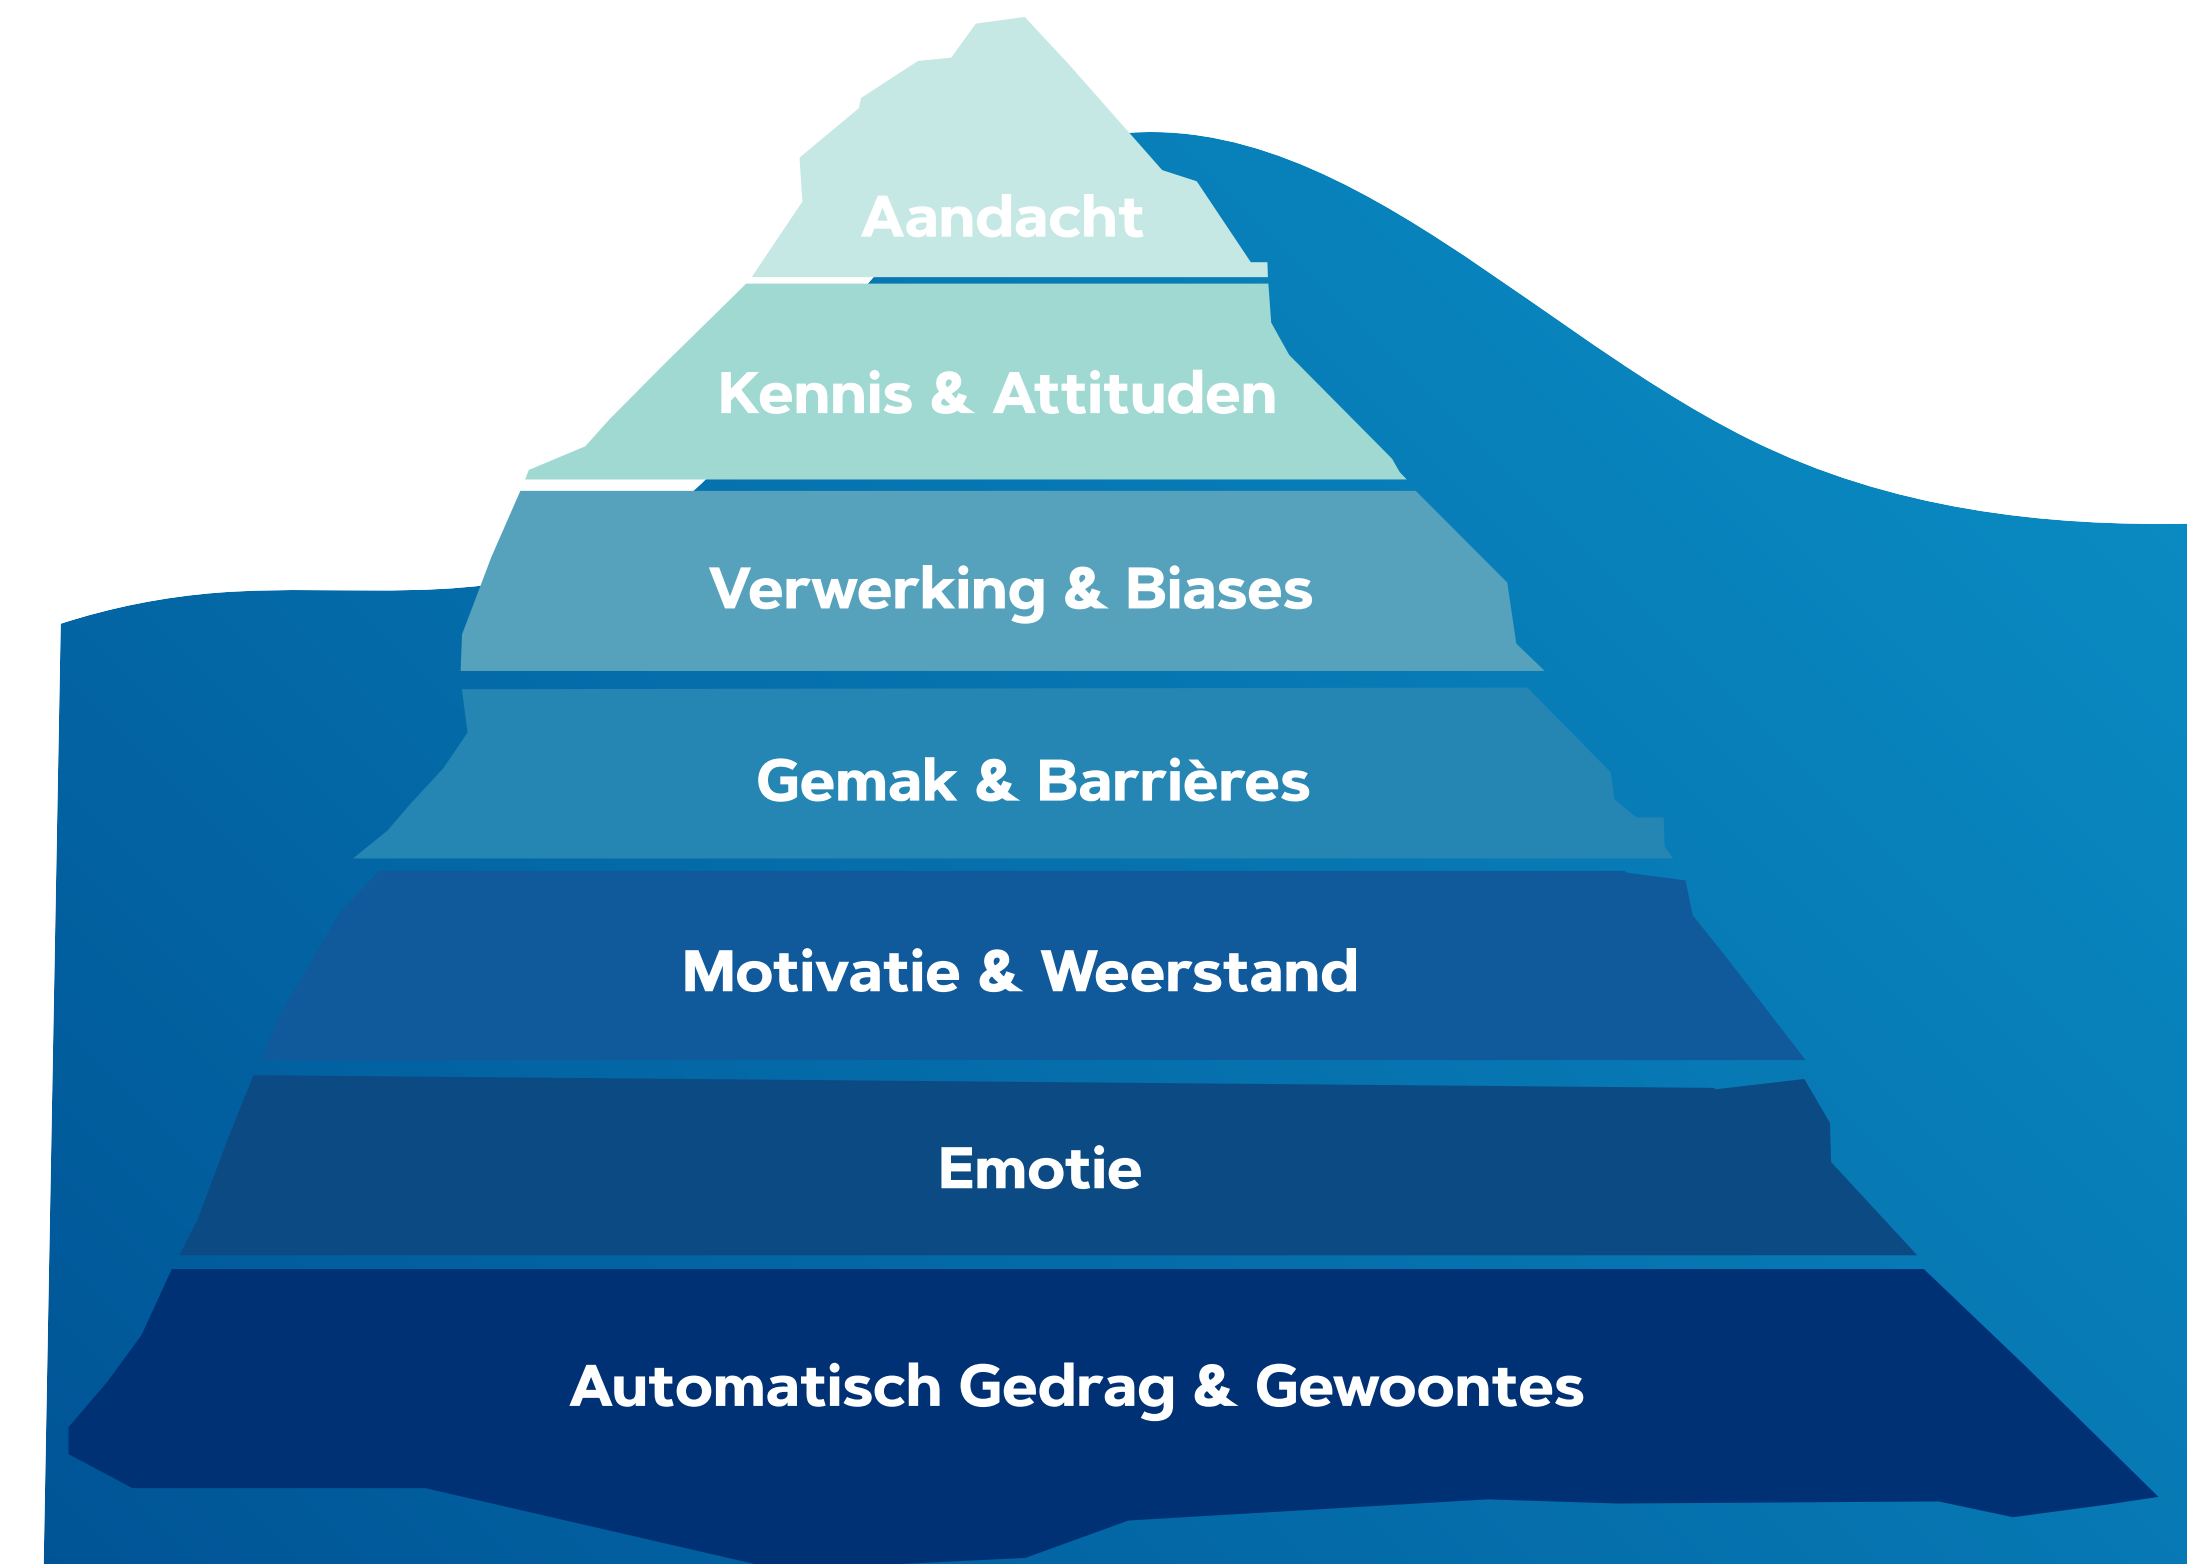 Aandacht
Kennis & Attituden
Verwerking & Biases
Gemak & Barrières
Motivatie & Weerstand
Emotie
Automatisch Gedrag & Gewoontes